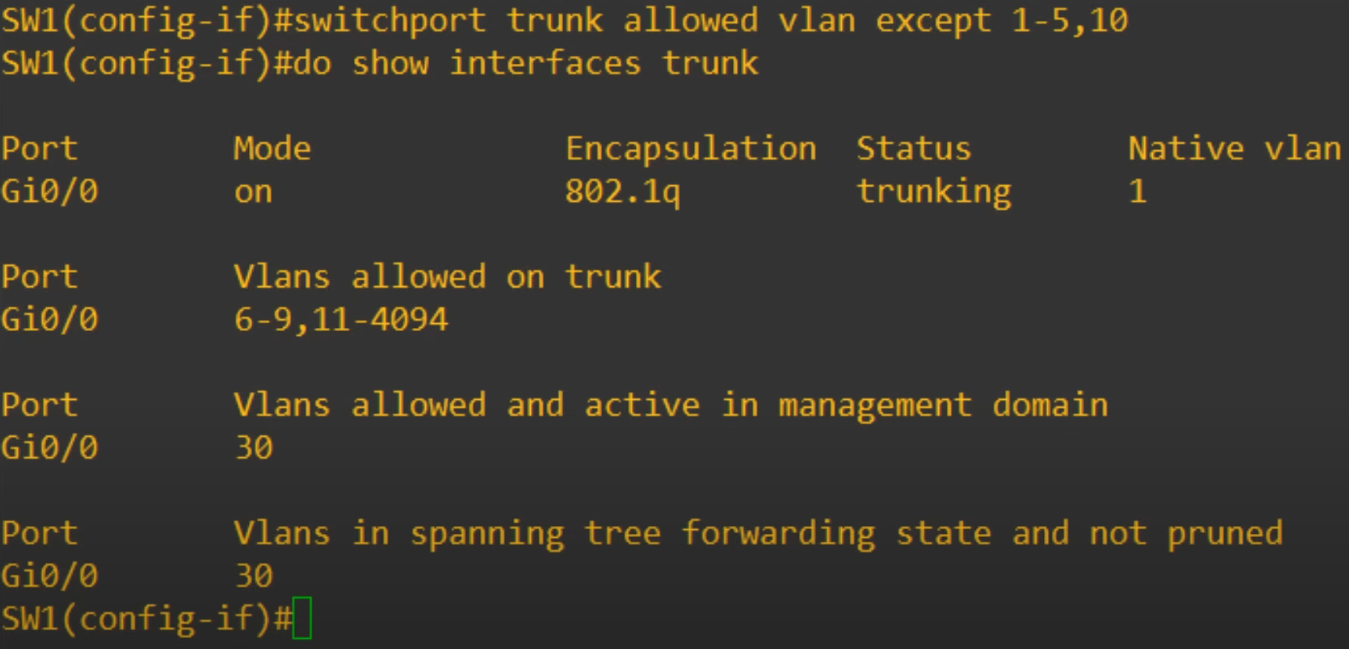 SW1(config-if)#switchport trunk allowed vlan except 1-5,10
SW1(config-if)#do show interfaces trunk
Port Mode Encapsulation Status Native vlan
Gi0/0 on 802.1q trunking 1
Port Vlans allowed on trunk
Gi0/0 6-9,11-4094
Port Vlans allowed and active in management domain
Gi0/0 30
Port Vlans in spanning tree forwarding state and not pruned
Gi0/0 30
SW1(config-if)#